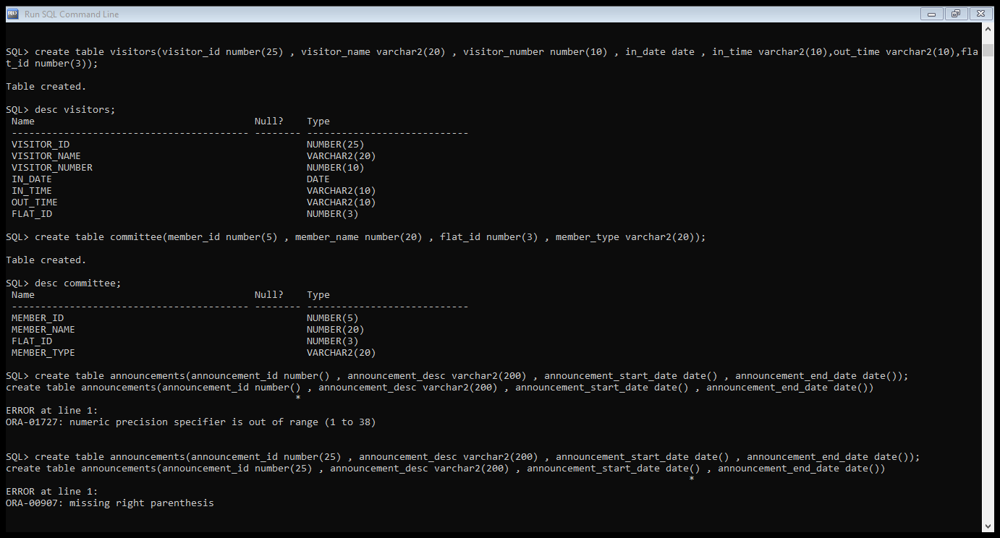 Run SQL Command Line
SQL> create table visitors(visitor_id number(25) , visitor_name varchar2(20) , visitor_number number(10) , in_date date , in_time varchar2(10),out_time varchar2(10),fla
t_id number(3));
Table created.
SQL> desc visitors;
 Name                                      Null?    Type
 ----------------------------------------- -------- ----------------------------
 VISITOR_ID                                         NUMBER(25)
 VISITOR_NAME                                       VARCHAR2(20)
 VISITOR_NUMBER                                     NUMBER(10)
 IN_DATE                                            DATE
 IN_TIME                                            VARCHAR2(10)
 OUT_TIME                                           VARCHAR2(10)
 FLAT_ID                                            NUMBER(3)
SQL> create table committee(member_id number(5) , member_name number(20) , flat_id number(3) , member_type varchar2(20));
Table created.
SQL> desc committee;
 Name                                      Null?    Type
 ----------------------------------------- -------- ----------------------------
 MEMBER_ID                                          NUMBER(5)
 MEMBER_NAME                                        NUMBER(20)
 FLAT_ID                                            NUMBER(3)
 MEMBER_TYPE                                        VARCHAR2(20)
SQL> create table announcements(announcement_id number() , announcement_desc varchar2(200) , announcement_start_date date() , announcement_end_date date());
create table announcements(announcement_id number() , announcement_desc varchar2(200) , announcement_start_date date() , announcement_end_date date())
                                                  *
ERROR at line 1:
ORA-01727: numeric precision specifier is out of range (1 to 38)
SQL> create table announcements(announcement_id number(25) , announcement_desc varchar2(200) , announcement_start_date date() , announcement_end_date date());
create table announcements(announcement_id number(25) , announcement_desc varchar2(200) , announcement_start_date date() , announcement_end_date date())
                                                                                                                      *
ERROR at line 1:
ORA-00907: missing right parenthesis